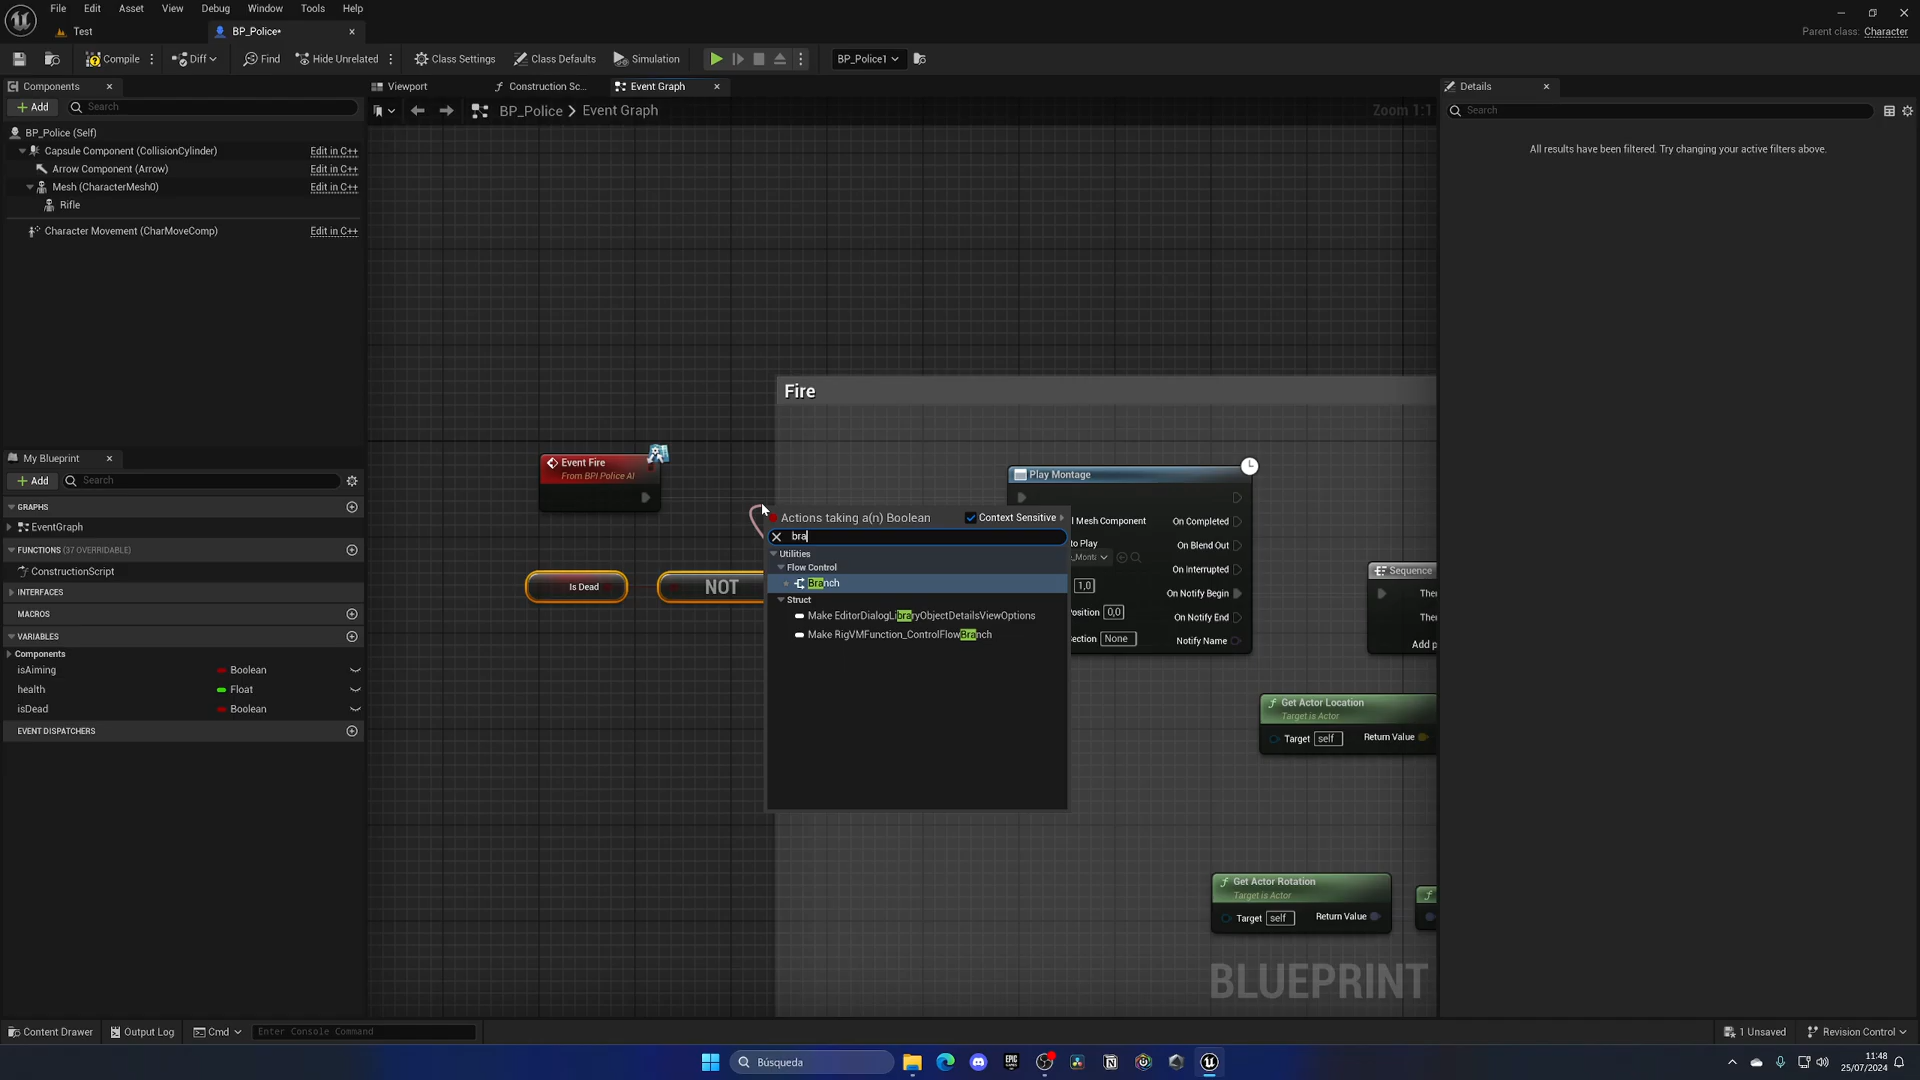 File Edit Asset View Debug Window Tools Help
Test
BP_Police*
Parent class: Character
Compile
Diff
Find
Hide Unrelated
Class Settings
Class Defaults
Simulation
BP_Police1
Components
Add
Search
BP_Police (Self)
Capsule Component (CollisionCylinder) Edit in C++
Arrow Component (Arrow) Edit in C++
Mesh (CharacterMesh0) Edit in C++
Rifle
Character Movement (CharMoveComp) Edit in C++
My Blueprint
Add
Search
GRAPHS
EventGraph
FUNCTIONS (37 OVERRIDABLE)
ConstructionScript
INTERFACES
MACROS
VARIABLES
Components
isAiming Boolean
health Float
isDead Boolean
EVENT DISPATCHERS
Viewport
Construction Sc...
Event Graph
BP_Police > Event Graph
Zoom 1:1
Fire
Event Fire
From BPI Police AI
Is Dead
NOT
Actions taking a(n) Boolean
Context Sensitive
bra
Utilities
Flow Control
Branch
Struct
Make EditorDialogLibraryObjectDetailsViewOptions
Make RigVMFunction_ControlFlowBranch
Play Montage
l Mesh Component
On Completed
to Play
On Blend Out
On Interrupted
1,0
On Notify Begin
osition 0,0
On Notify End
ection None
Notify Name
Sequence
Then
Then
Add p
Get Actor Location
Target is Actor
Target self Return Value
Get Actor Rotation
Target is Actor
Target self Return Value
BLUEPRINT
Details
Search
All results have been filtered. Try changing your active filters above.
Content Drawer
Output Log
Cmd
Enter Console Command
1 Unsaved
Revision Control
Búsqueda
11:48
25/07/2024